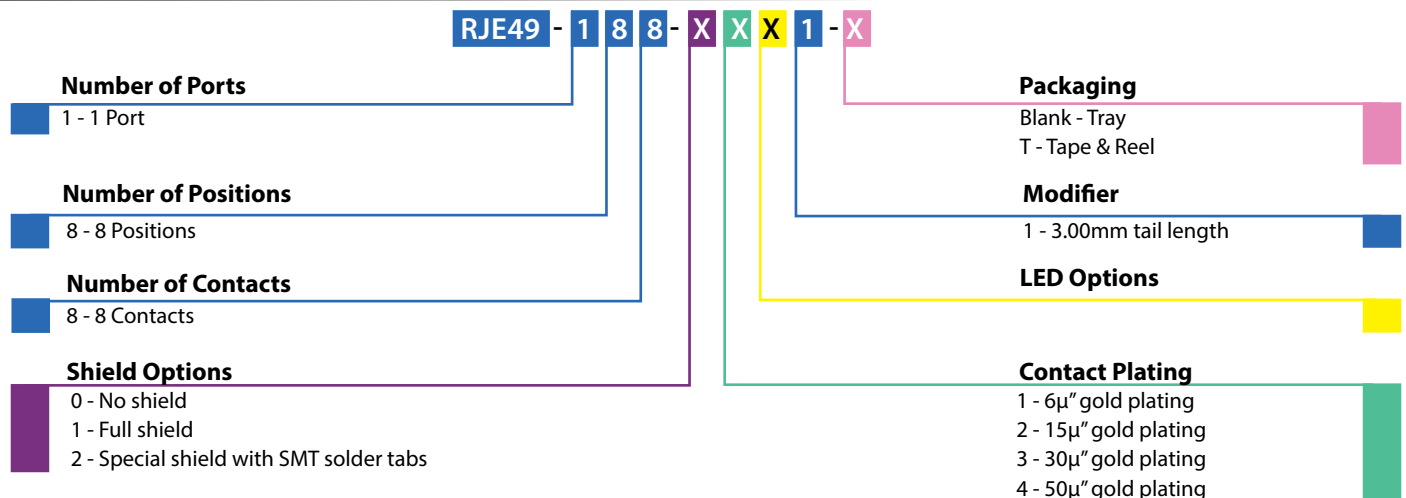 RJE49 - 1 8 8 - X X X 1 - X
Number of Ports
1 - 1 Port
Number of Positions
8 - 8 Positions
Number of Contacts
8 - 8 Contacts
Shield Options
0 - No shield
1 - Full shield
2 - Special shield with SMT solder tabs
Packaging
Blank - Tray
T - Tape & Reel
Modifier
1 - 3.00mm tail length
LED Options
Contact Plating
1 - 6µ” gold plating
2 - 15µ” gold plating
3 - 30µ” gold plating
4 - 50µ” gold plating